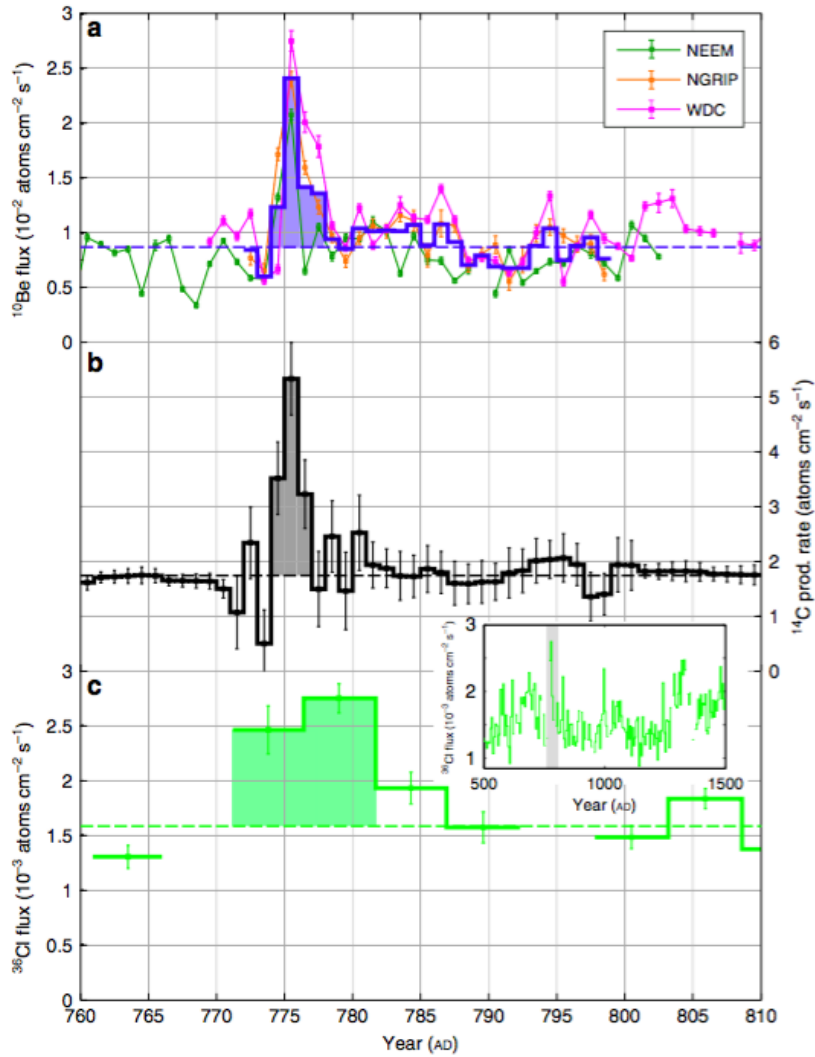 a
3
2.5
2
1.5
1
0.5
0
¹⁰Be flux (10⁻² atoms cm⁻² s⁻¹)
NEEM
NGRIP
WDC
b
6
5
4
3
2
1
0
¹⁴C prod. rate (atoms cm⁻² s⁻¹)
c
3
2.5
2
1.5
1
0.5
0
³⁶Cl flux (10⁻³ atoms cm⁻² s⁻¹)
3
2
1
³⁶Cl flux (10⁻³ atoms cm⁻² s⁻¹)
500 1000 1500
Year (AD)
760 765 770 775 780 785 790 795 800 805 810
Year (AD)